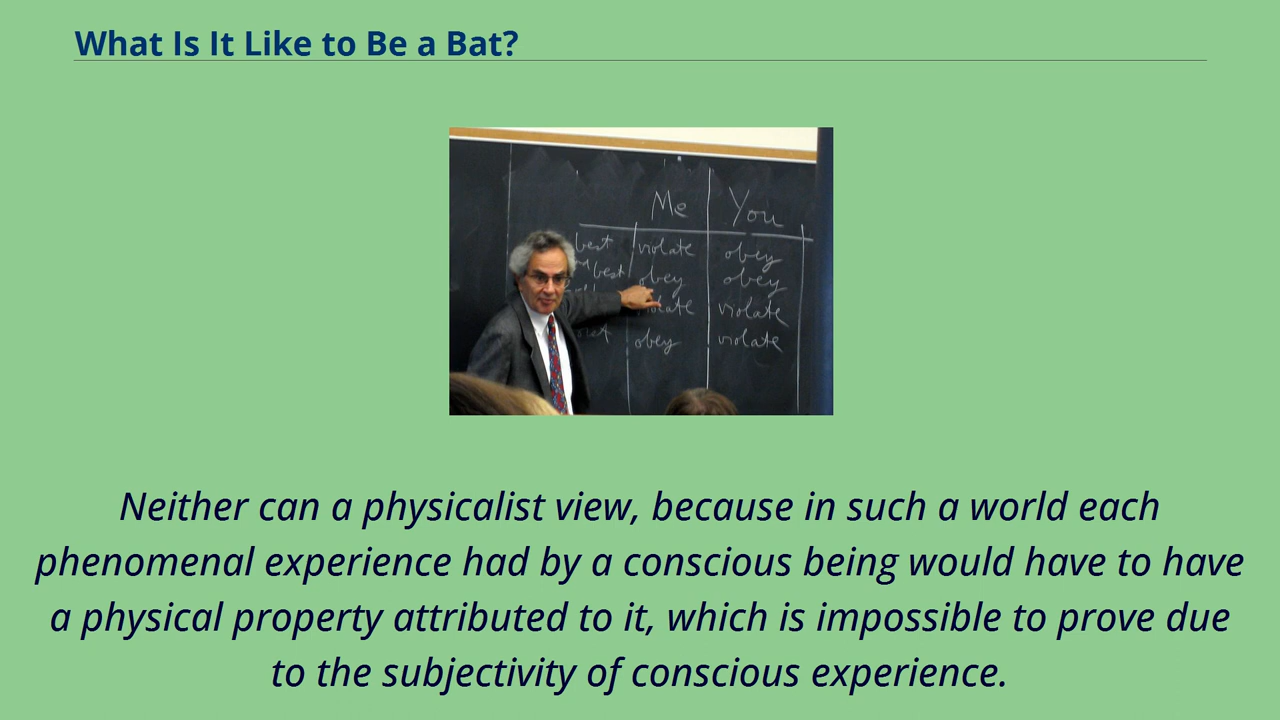 What Is It Like to Be a Bat?
Me You
best violate obey
best obey obey
violate
obey violate
Neither can a physicalist view, because in such a world each
phenomenal experience had by a conscious being would have to have
a physical property attributed to it, which is impossible to prove due
to the subjectivity of conscious experience.